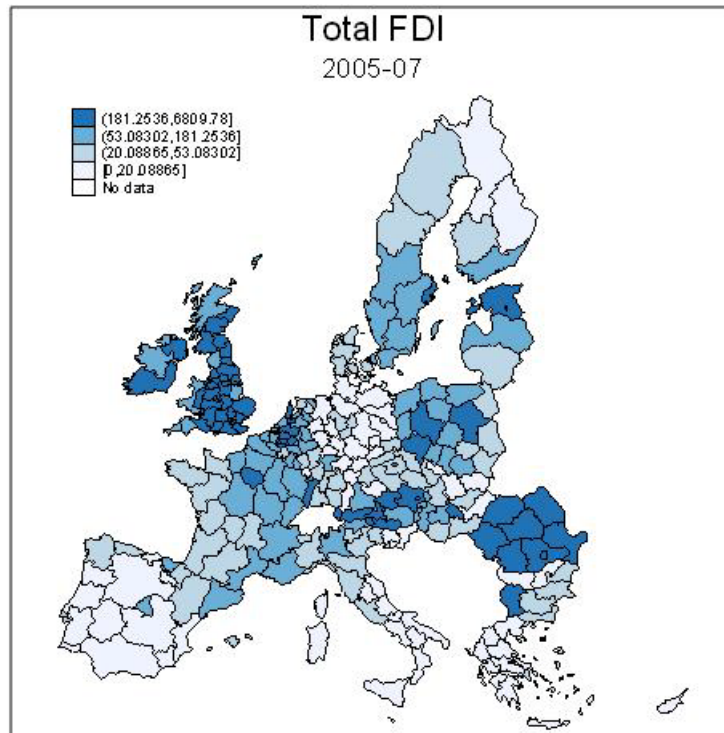 Total FDI
2005-07
(181.2536,6809.78]
(53.08302,181.2536]
(20.08865,53.08302]
[0,20.08865]
No data